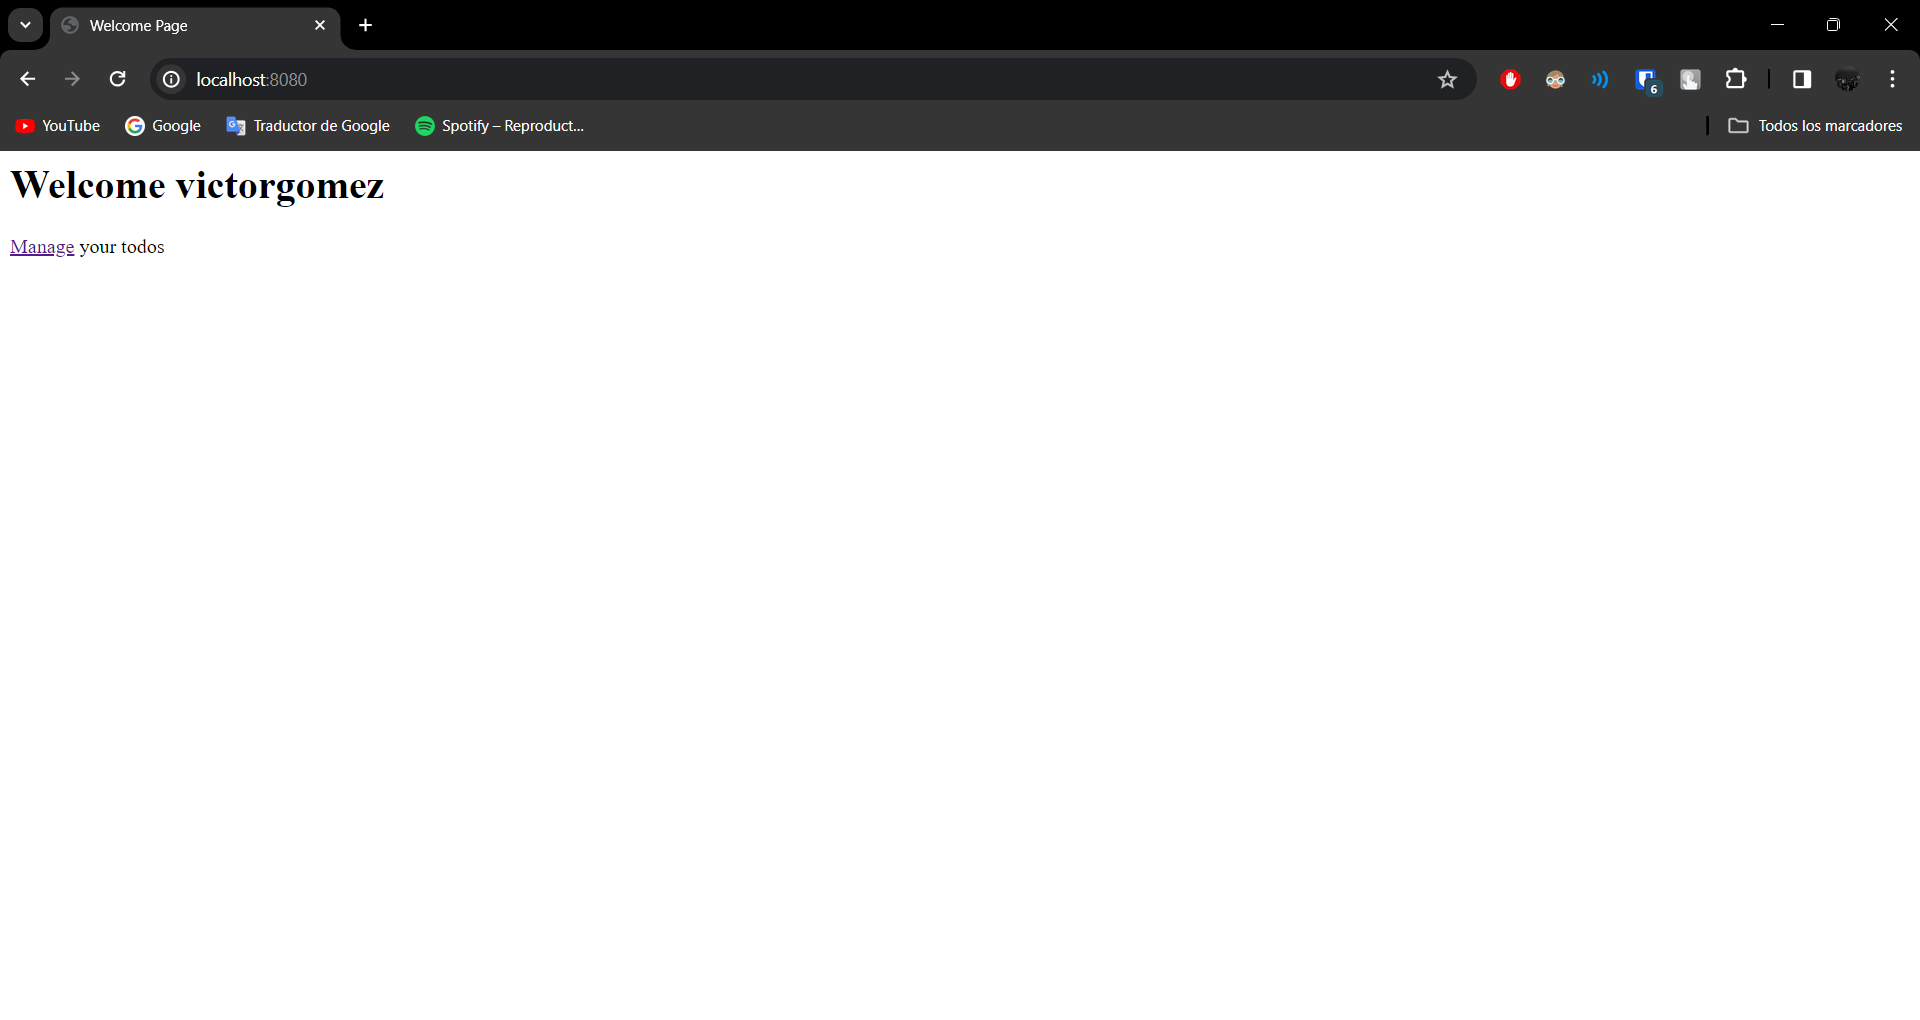 Welcome Page
localhost:8080
6
YouTube
Google
Traductor de Google
Spotify – Reproduct...
Todos los marcadores
Welcome victorgomez
Manage your todos